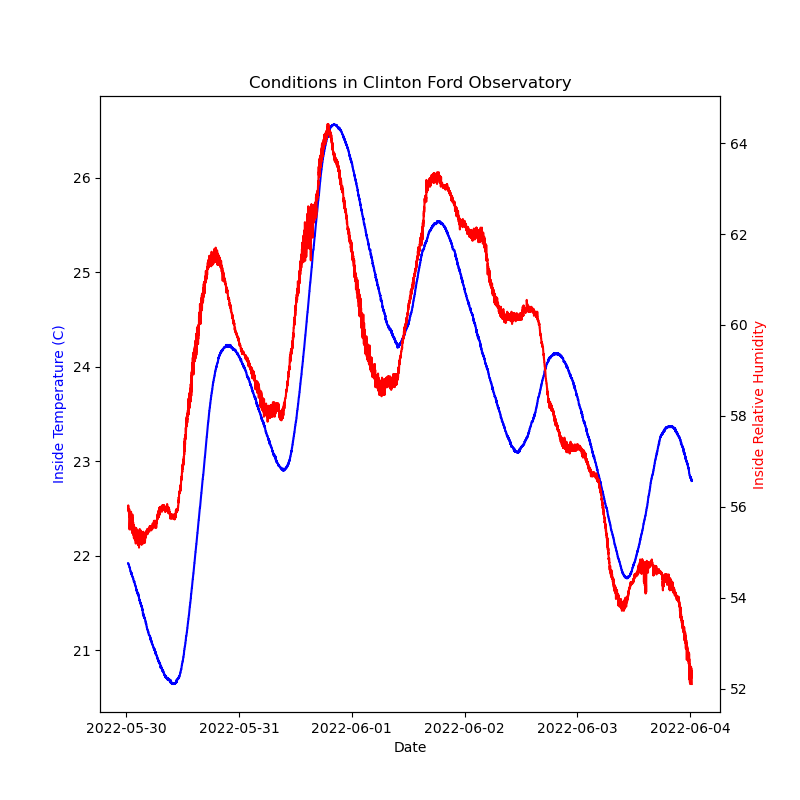 Conditions in Clinton Ford Observatory
Inside Temperature (C)
26
25
24
23
22
21
64
62
60
58
56
54
52
Inside Relative Humidity
2022-05-30 2022-05-31 2022-06-01 2022-06-02 2022-06-03 2022-06-04
Date